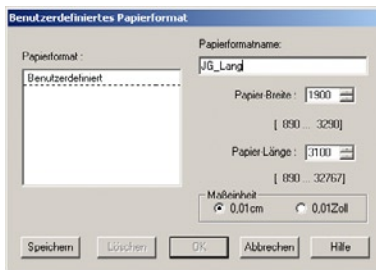 Benutzerdefiniertes Papierformat
Papierformat :
Benutzerdefiniert
Papierformatname:
JG_Lang
Papier-Breite : 1900
[ 890 ... 3290]
Papier-Länge : 3100
[ 890 ... 32767]
Maßeinheit
0,01cm 0,01Zoll
Speichern Löschen OK Abbrechen Hilfe